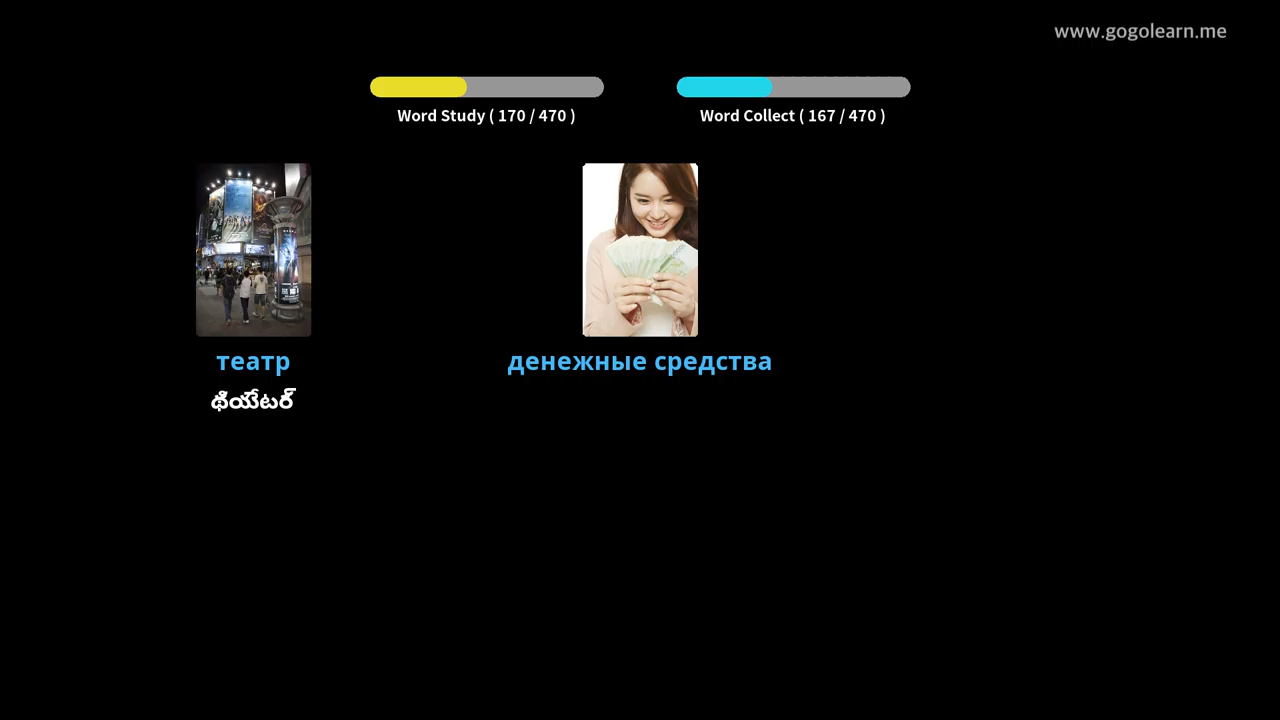 www.gogolearn.me
Word Study ( 170 / 470 )
Word Collect ( 167 / 470 )
театр
денежные средства
థియేటర్